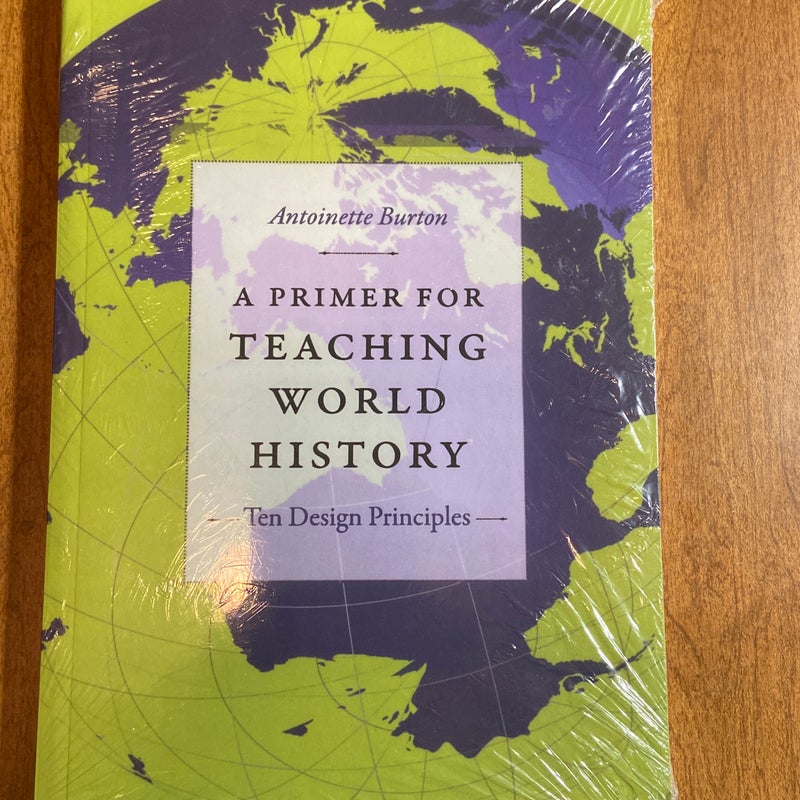 Antoinette Burton
A PRIMER FOR
TEACHING
WORLD
HISTORY
Ten Design Principles